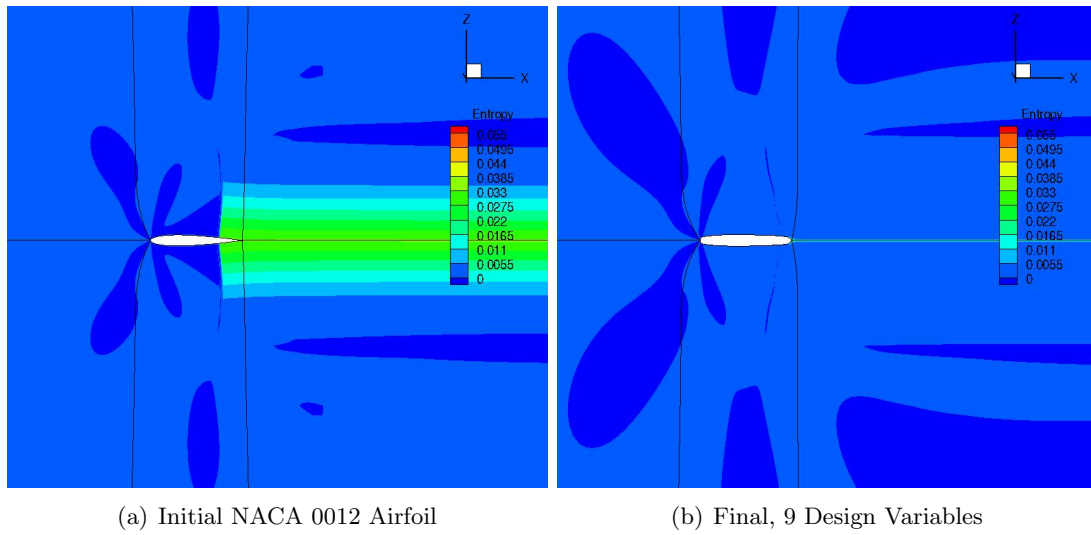 Z
Y
X
Entropy
0.055
0.0495
0.044
0.0385
0.033
0.0275
0.022
0.0165
0.011
0.0055
0
Z
Y
X
Entropy
0.055
0.0495
0.044
0.0385
0.033
0.0275
0.022
0.0165
0.011
0.0055
0
(a) Initial NACA 0012 Airfoil
(b) Final, 9 Design Variables